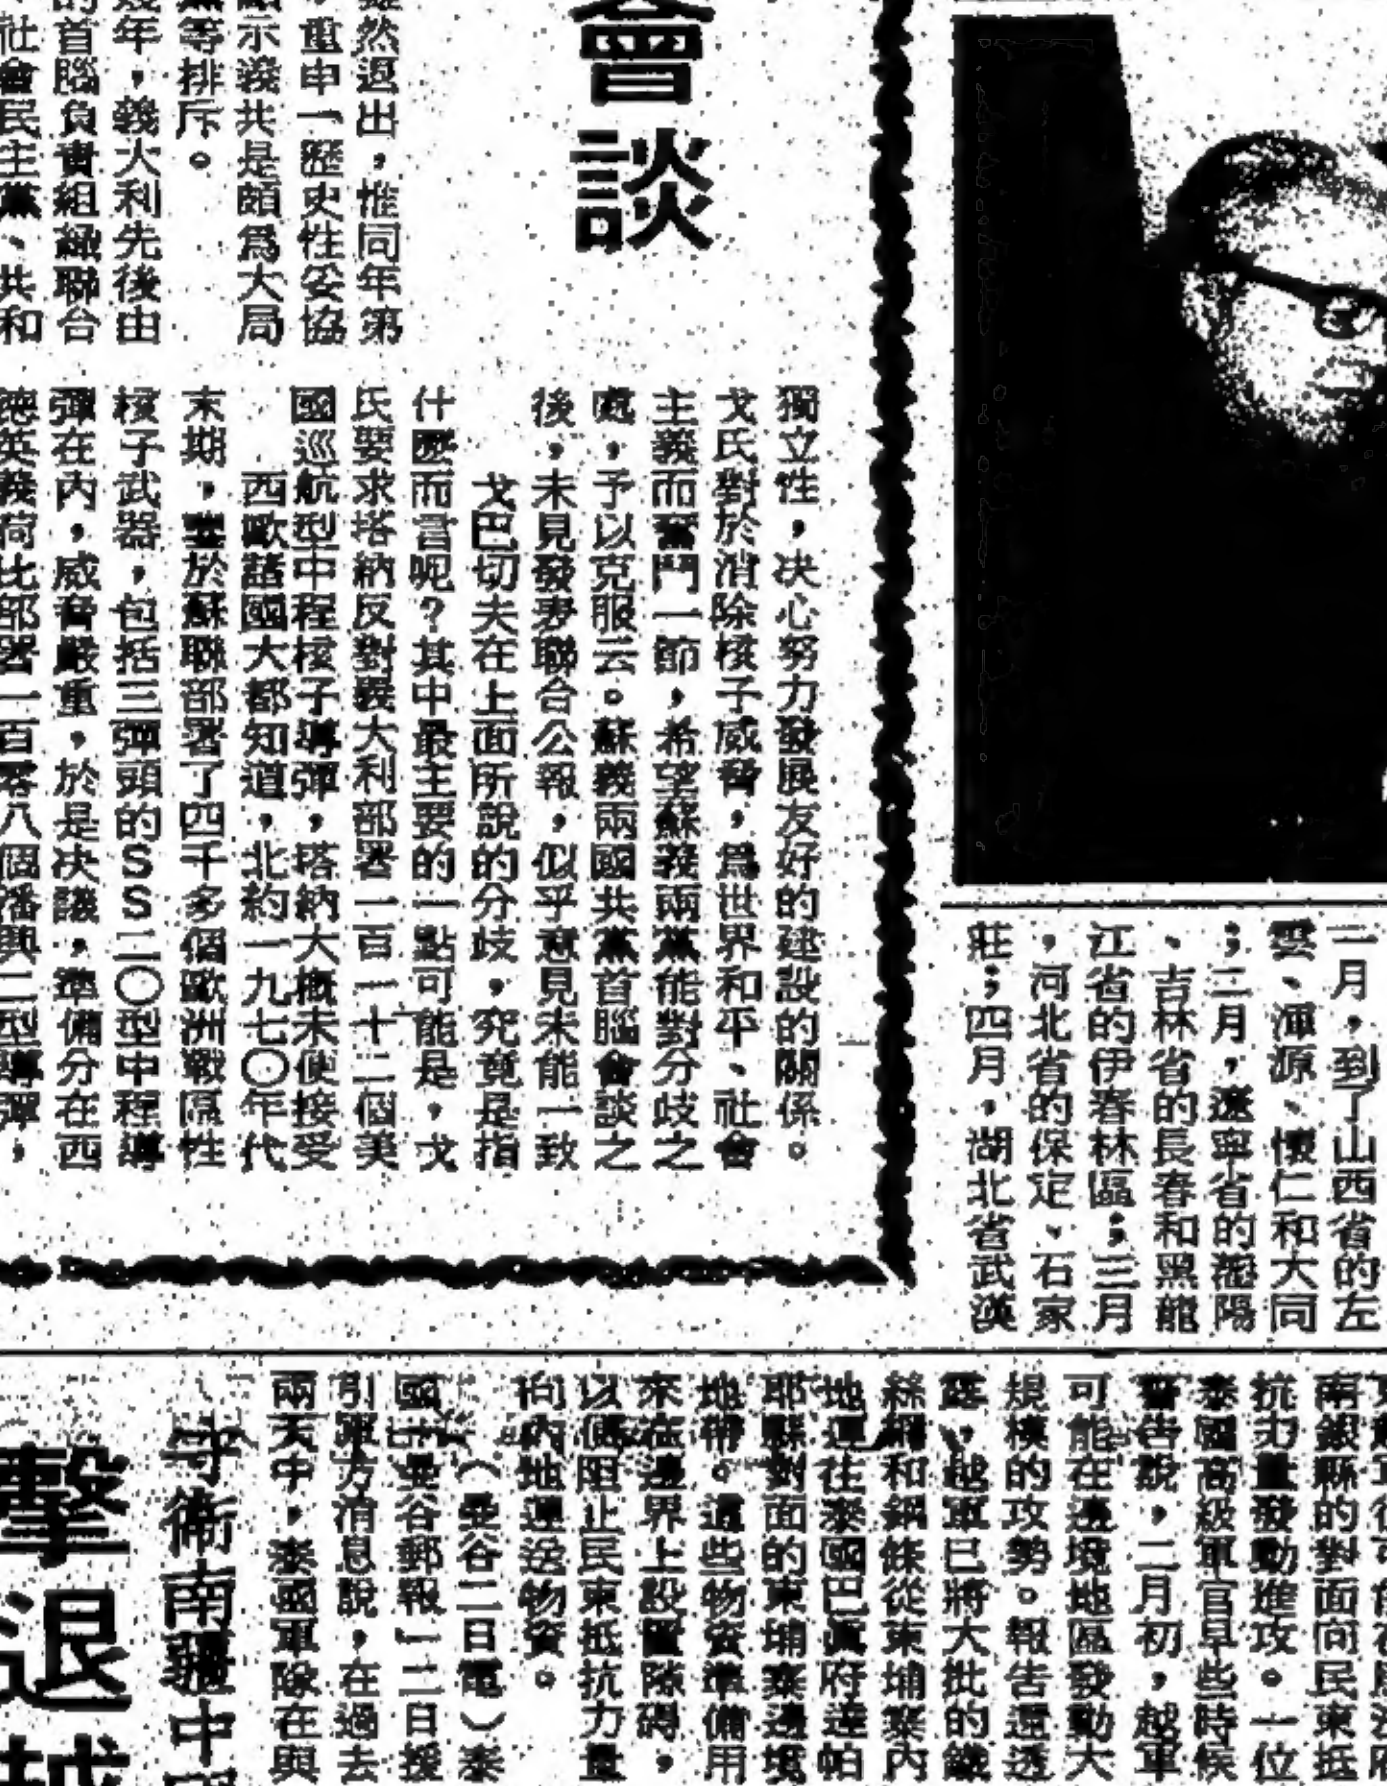 會談
雖然退出，惟同年第
，重申一歷史性妥協
示義共是頗爲大局
等排斥。
幾年，義大利先後由
的首腦負責組織聯合
、社會民主黨、共和
獨立性，決心努力發展友好的建設的關係。
戈氏對於消除核子威脅，爲世界和平、社會
主義而奮鬥一節，希望蘇義兩黨能對分歧之
處，予以克服云。蘇義兩國共黨首腦會談之
後，未見發表聯合公報，似乎意見未能一致
戈巴切夫在上面所說的分歧，究竟是指
什麼而言呢？其中最主要的一點可能是，戈
氏要求塔納反對義大利部署一百一十二個美
國巡航型中程核子導彈，塔納大概未便接受
西歐諸國大都知道，北約一九七〇年代
末期，鑒於蘇聯部署了四千多個歐洲戰區性
核子武器，包括三彈頭的SS二〇型中程導
彈在內，威脅嚴重，於是決議，準備分在西
德英義荷比部署一百零八個潘興二型導彈，
一月，到了山西省的左
雲、渾源、懷仁和大同
；二月，遼寧省的瀋陽
、吉林省的長春和黑龍
江省的伊春林區；三月
，河北省的保定、石家
莊；四月，湖北省武漢
南銀縣的對面向民柬抵
抗力量發動進攻。一位
泰國高級軍官早些時候
警告說，二月初，越軍
可能在邊境地區發動大
規模的攻勢。報告還透
露，越軍已將大批的鐵
絲網和鋼條從柬埔寨內
地運往泰國巴真府達帕
耶縣對面的柬埔寨邊境
地帶。這些物資準備用
來在邊界上設置障碍，
以便阻止民柬抵抗力量
向內地運送物資。
（曼谷二日電）泰
國「曼谷郵報」二日援
引軍方消息說，在過去
兩天中，泰國軍隊在與
守衞南疆中
擊退越